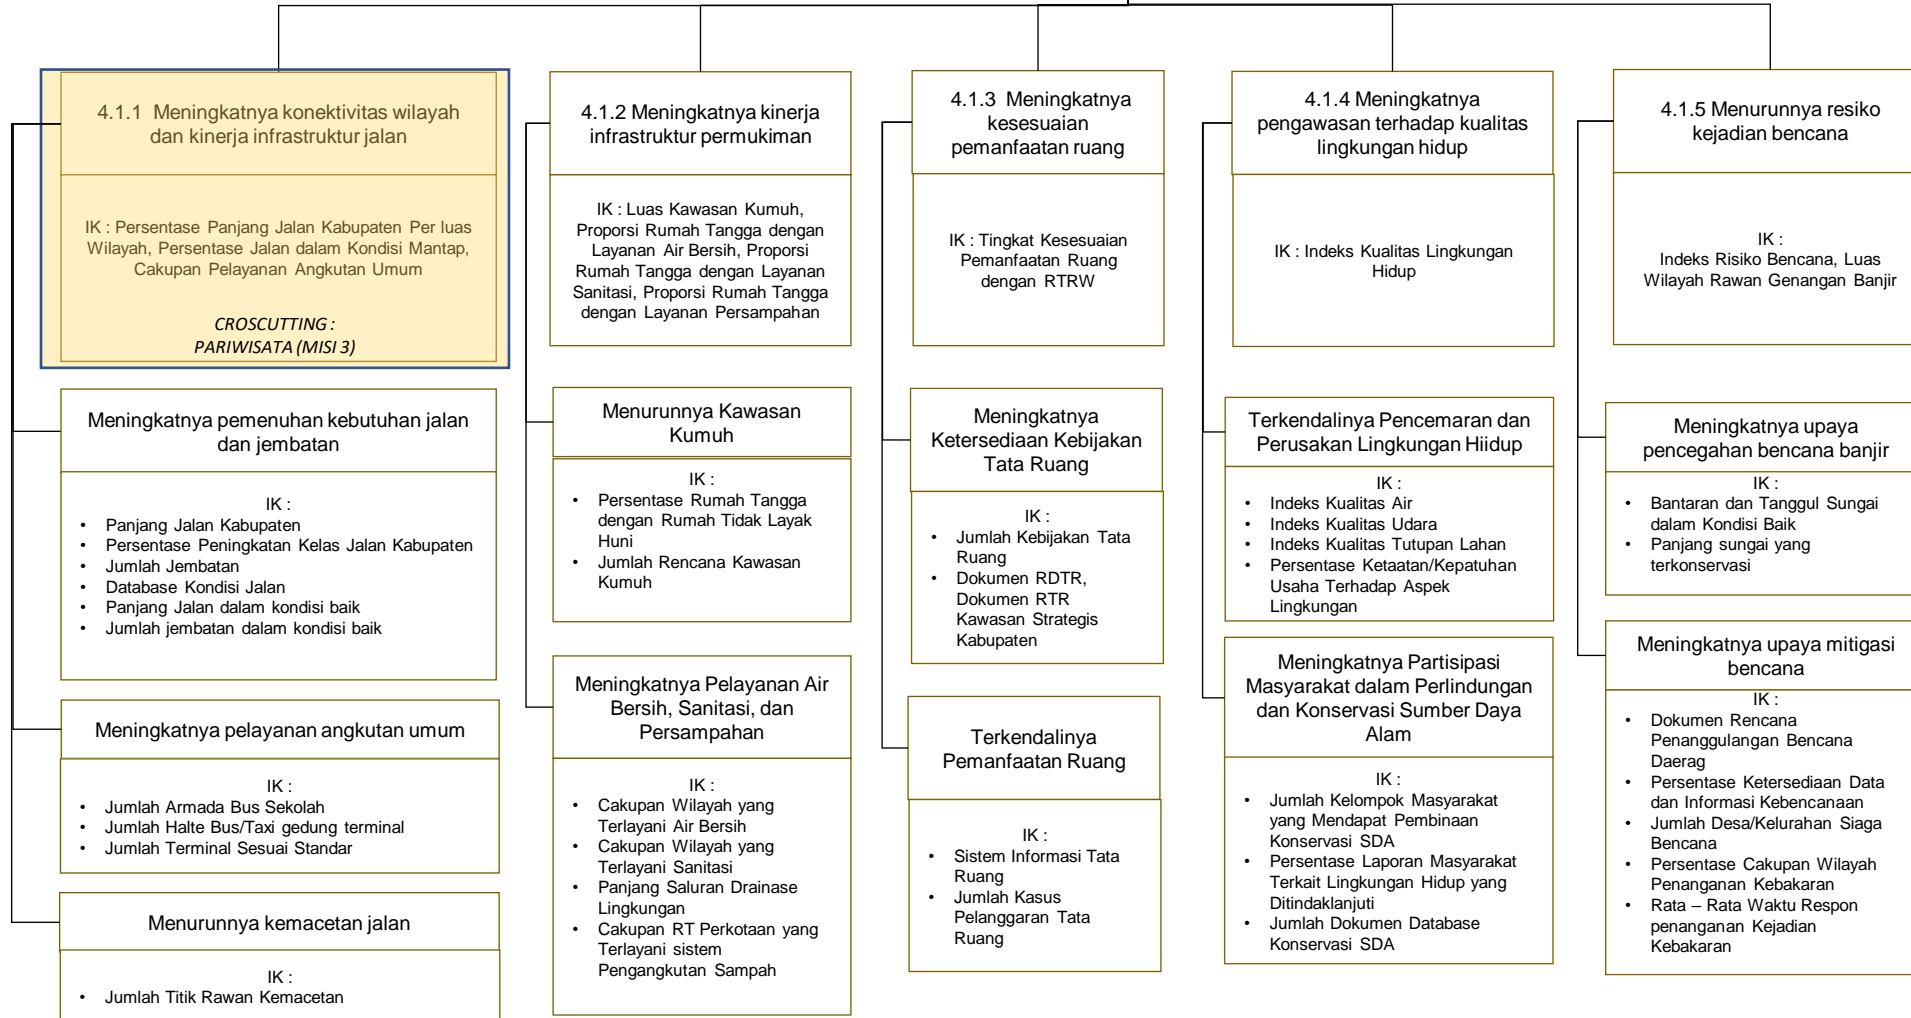 4.1.1 Meningkatnya konektivitas wilayah
dan kinerja infrastruktur jalan
IK : Persentase Panjang Jalan Kabupaten Per luas
Wilayah, Persentase Jalan dalam Kondisi Mantap,
Cakupan Pelayanan Angkutan Umum
CROSCUTTING :
PARIWISATA (MISI 3)
Meningkatnya pemenuhan kebutuhan jalan
dan jembatan
IK :
• Panjang Jalan Kabupaten
• Persentase Peningkatan Kelas Jalan Kabupaten
• Jumlah Jembatan
• Database Kondisi Jalan
• Panjang Jalan dalam kondisi baik
• Jumlah jembatan dalam kondisi baik
Meningkatnya pelayanan angkutan umum
IK :
• Jumlah Armada Bus Sekolah
• Jumlah Halte Bus/Taxi gedung terminal
• Jumlah Terminal Sesuai Standar
Menurunnya kemacetan jalan
IK :
• Jumlah Titik Rawan Kemacetan
4.1.2 Meningkatnya kinerja
infrastruktur permukiman
IK : Luas Kawasan Kumuh,
Proporsi Rumah Tangga dengan
Layanan Air Bersih, Proporsi
Rumah Tangga dengan Layanan
Sanitasi, Proporsi Rumah Tangga
dengan Layanan Persampahan
Menurunnya Kawasan
Kumuh
IK :
• Persentase Rumah Tangga
dengan Rumah Tidak Layak
Huni
• Jumlah Rencana Kawasan
Kumuh
Meningkatnya Pelayanan Air
Bersih, Sanitasi, dan
Persampahan
IK :
• Cakupan Wilayah yang
Terlayani Air Bersih
• Cakupan Wilayah yang
Terlayani Sanitasi
• Panjang Saluran Drainase
Lingkungan
• Cakupan RT Perkotaan yang
Terlayani sistem
Pengangkutan Sampah
4.1.3 Meningkatnya
kesesuaian
pemanfaatan ruang
IK : Tingkat Kesesuaian
Pemanfaatan Ruang
dengan RTRW
Meningkatnya
Ketersediaan Kebijakan
Tata Ruang
IK :
• Jumlah Kebijakan Tata
Ruang
• Dokumen RDTR,
Dokumen RTR
Kawasan Strategis
Kabupaten
Terkendalinya
Pemanfaatan Ruang
IK :
• Sistem Informasi Tata
Ruang
• Jumlah Kasus
Pelanggaran Tata
Ruang
4.1.4 Meningkatnya
pengawasan terhadap kualitas
lingkungan hidup
IK : Indeks Kualitas Lingkungan
Hidup
Terkendalinya Pencemaran dan
Perusakan Lingkungan Hiidup
IK :
• Indeks Kualitas Air
• Indeks Kualitas Udara
• Indeks Kualitas Tutupan Lahan
• Persentase Ketaatan/Kepatuhan
Usaha Terhadap Aspek
Lingkungan
Meningkatnya Partisipasi
Masyarakat dalam Perlindungan
dan Konservasi Sumber Daya
Alam
IK :
• Jumlah Kelompok Masyarakat
yang Mendapat Pembinaan
Konservasi SDA
• Persentase Laporan Masyarakat
Terkait Lingkungan Hidup yang
Ditindaklanjuti
• Jumlah Dokumen Database
Konservasi SDA
4.1.5 Menurunnya resiko
kejadian bencana
IK :
Indeks Risiko Bencana, Luas
Wilayah Rawan Genangan Banjir
Meningkatnya upaya
pencegahan bencana banjir
IK :
• Bantaran dan Tanggul Sungai
dalam Kondisi Baik
• Panjang sungai yang
terkonservasi
Meningkatnya upaya mitigasi
bencana
IK :
• Dokumen Rencana
Penanggulangan Bencana
Daerag
• Persentase Ketersediaan Data
dan Informasi Kebencanaan
• Jumlah Desa/Kelurahan Siaga
Bencana
• Persentase Cakupan Wilayah
Penanganan Kebakaran
• Rata – Rata Waktu Respon
penanganan Kejadian
Kebakaran